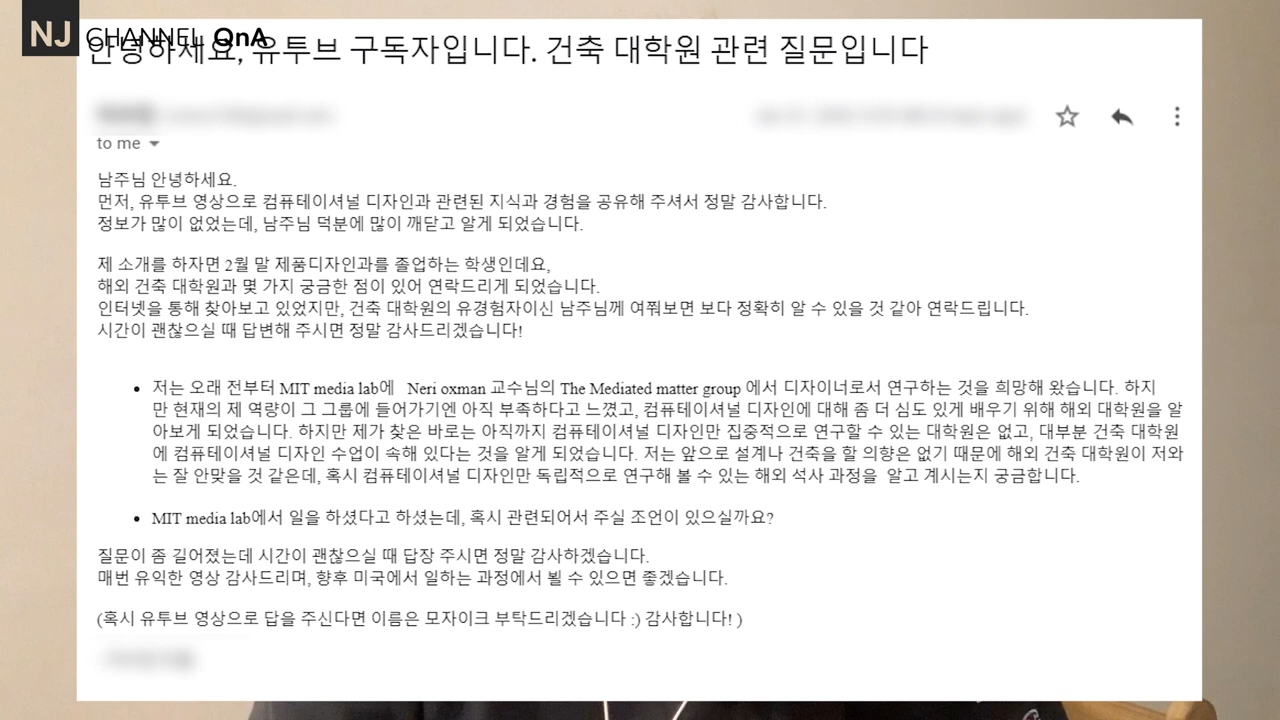 NJ CHANNEL QnA
안녕하세요, 유투브 구독자입니다. 건축 대학원 관련 질문입니다
to me
남주님 안녕하세요.
먼저, 유투브 영상으로 컴퓨테이셔널 디자인과 관련된 지식과 경험을 공유해 주셔서 정말 감사합니다.
정보가 많이 없었는데, 남주님 덕분에 많이 깨닫고 알게 되었습니다.
제 소개를 하자면 2월 말 제품디자인과를 졸업하는 학생인데요,
해외 건축 대학원과 몇 가지 궁금한 점이 있어 연락드리게 되었습니다.
인터넷을 통해 찾아보고 있었지만, 건축 대학원의 유경험자이신 남주님께 여쭤보면 보다 정확히 알 수 있을 것 같아 연락드립니다.
시간이 괜찮으실 때 답변해 주시면 정말 감사드리겠습니다!
• 저는 오래 전부터 MIT media lab에 Neri oxman 교수님의 The Mediated matter group 에서 디자이너로서 연구하는 것을 희망해 왔습니다. 하지
만 현재의 제 역량이 그 그룹에 들어가기엔 아직 부족하다고 느꼈고, 컴퓨테이셔널 디자인에 대해 좀 더 심도 있게 배우기 위해 해외 대학원을 알
아보게 되었습니다. 하지만 제가 찾은 바로는 아직까지 컴퓨테이셔널 디자인만 집중적으로 연구할 수 있는 대학원은 없고, 대부분 건축 대학원
에 컴퓨테이셔널 디자인 수업이 속해 있다는 것을 알게 되었습니다. 저는 앞으로 설계나 건축을 할 의향은 없기 때문에 해외 건축 대학원이 저와
는 잘 안맞을 것 같은데, 혹시 컴퓨테이셔널 디자인만 독립적으로 연구해 볼 수 있는 해외 석사 과정을 알고 계시는지 궁금합니다.
• MIT media lab에서 일을 하셨다고 하셨는데, 혹시 관련되어서 주실 조언이 있으실까요?
질문이 좀 길어졌는데 시간이 괜찮으실 때 답장 주시면 정말 감사하겠습니다.
매번 유익한 영상 감사드리며, 향후 미국에서 일하는 과정에서 뵐 수 있으면 좋겠습니다.
(혹시 유투브 영상으로 답을 주신다면 이름은 모자이크 부탁드리겠습니다 :) 감사합니다! )